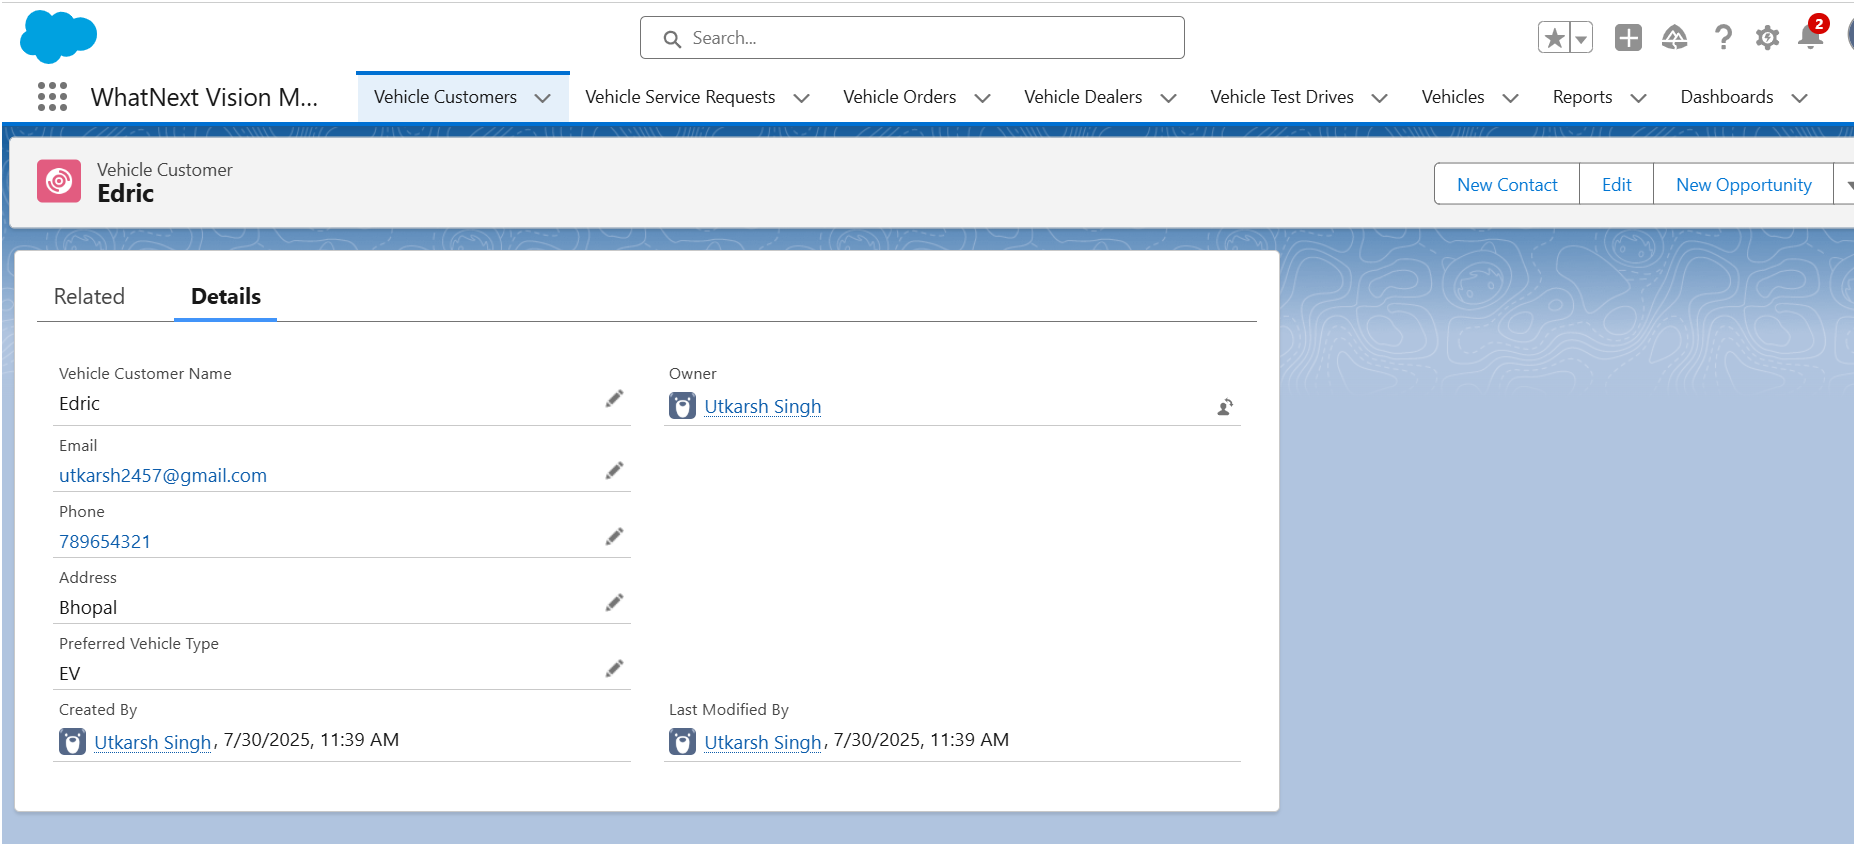 Search...
2
WhatNext Vision M...
Vehicle Customers
Vehicle Service Requests
Vehicle Orders
Vehicle Dealers
Vehicle Test Drives
Vehicles
Reports
Dashboards
Vehicle Customer
Edric
New Contact
Edit
New Opportunity
Related
Details
Vehicle Customer Name
Edric
Owner
Utkarsh Singh
Email
utkarsh2457@gmail.com
Phone
789654321
Address
Bhopal
Preferred Vehicle Type
EV
Created By
Utkarsh Singh, 7/30/2025, 11:39 AM
Last Modified By
Utkarsh Singh, 7/30/2025, 11:39 AM